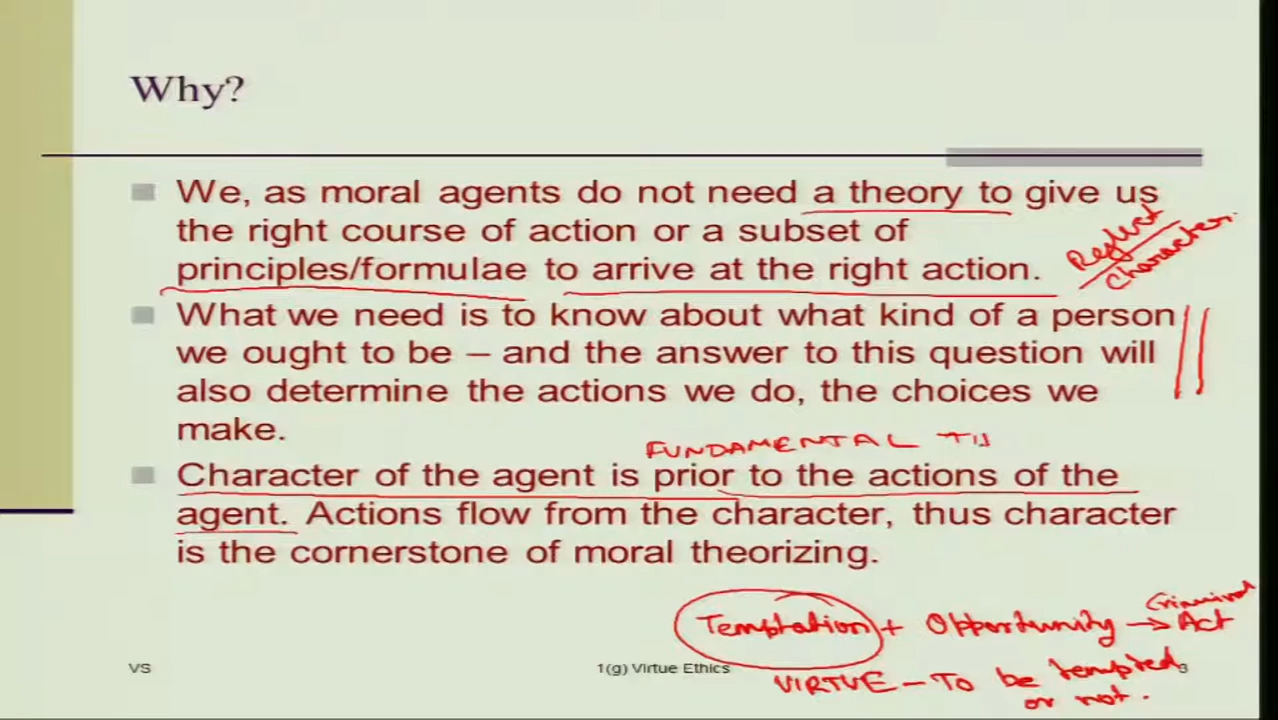 Why?
We, as moral agents do not need a theory to give us
the right course of action or a subset of
principles/formulae to arrive at the right action.
Character.
What we need is to know about what kind of a person
we ought to be – and the answer to this question will
also determine the actions we do, the choices we
make.
FUNDAMENTAL
Character of the agent is prior to the actions of the
agent. Actions flow from the character, thus character
is the cornerstone of moral theorizing.
Criminal
Temptation + Opportunity → Act
VIRTUE – To be tempted
or not.
VS
1(g) Virtue Ethics
3